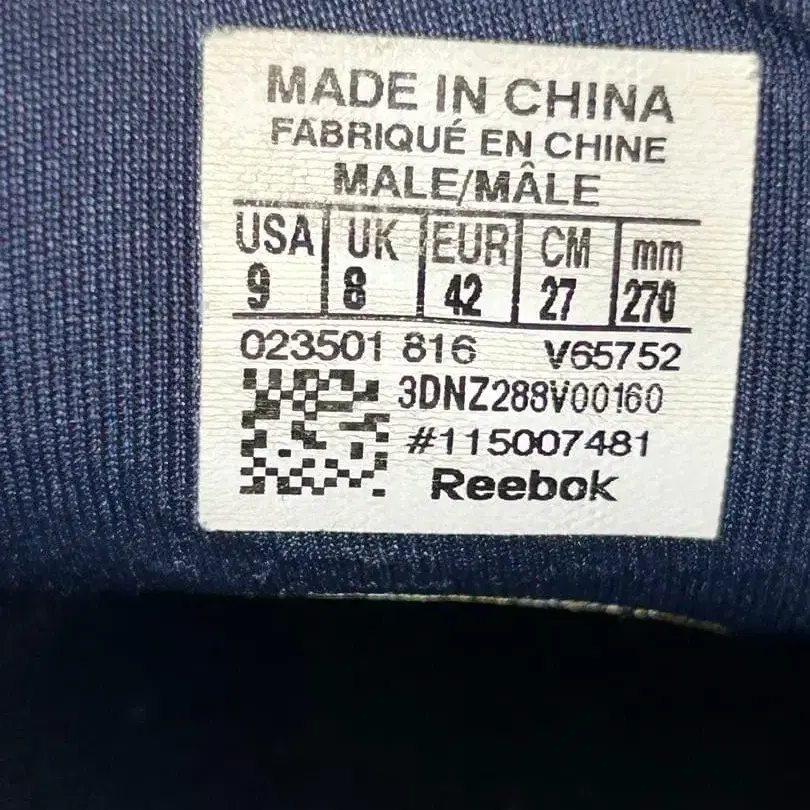 MADE IN CHINA
FABRIQUÉ EN CHINE
MALE/MÂLE
USA UK EUR CM mm
9 8 42 27 270
023501 816 V65752
3DNZ288V00160
#115007481
Reebok